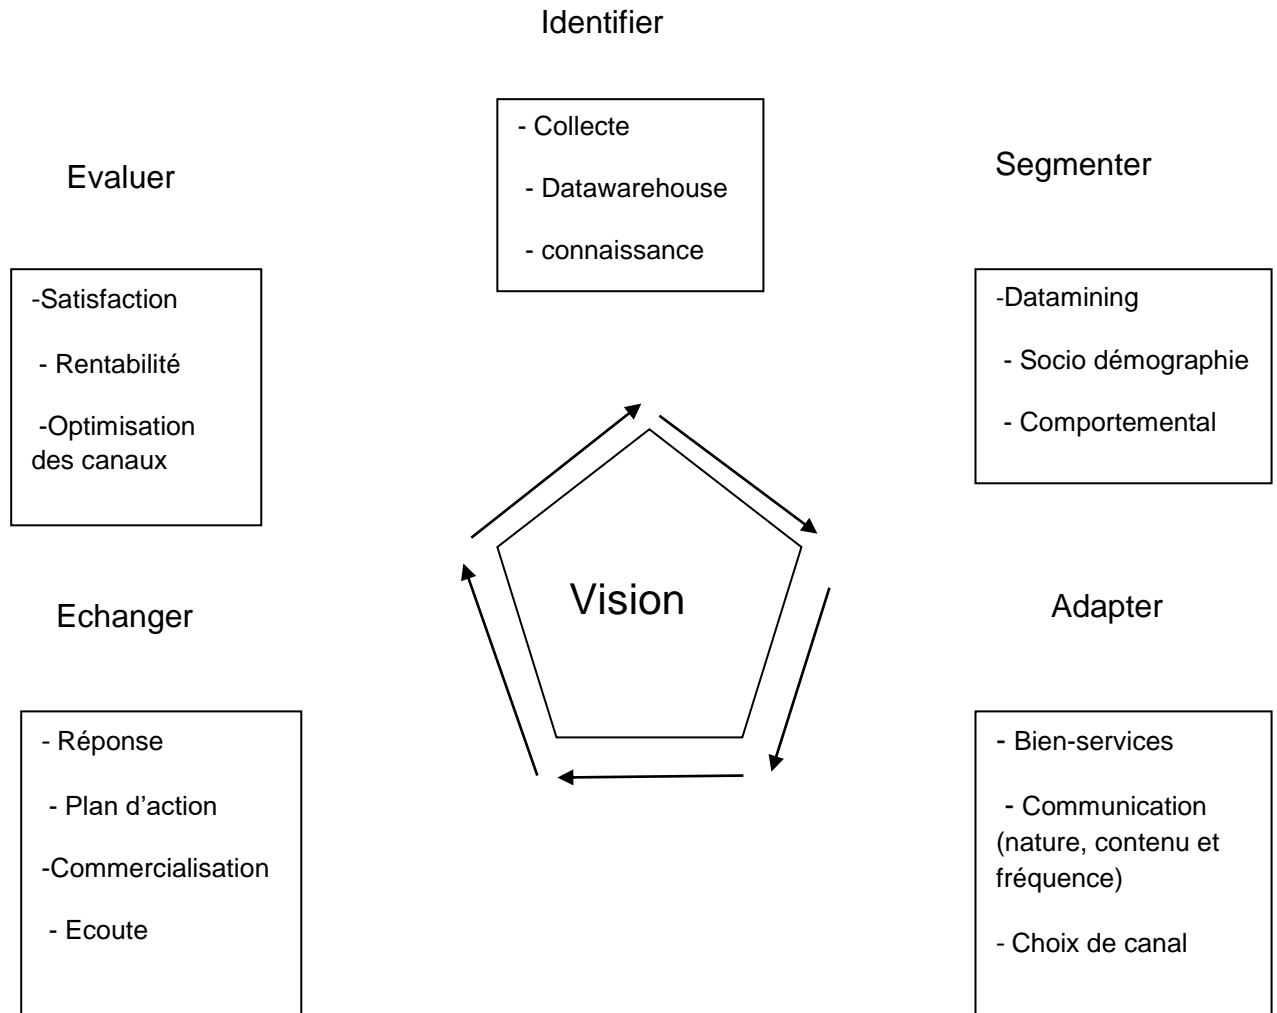 Identifier
- Collecte
- Datawarehouse
- connaissance
Evaluer
-Satisfaction
- Rentabilité
-Optimisation
des canaux
Segmenter
-Datamining
- Socio démographie
- Comportemental
Vision
Echanger
- Réponse
- Plan d’action
-Commercialisation
- Ecoute
Adapter
- Bien-services
- Communication
(nature, contenu et
fréquence)
- Choix de canal